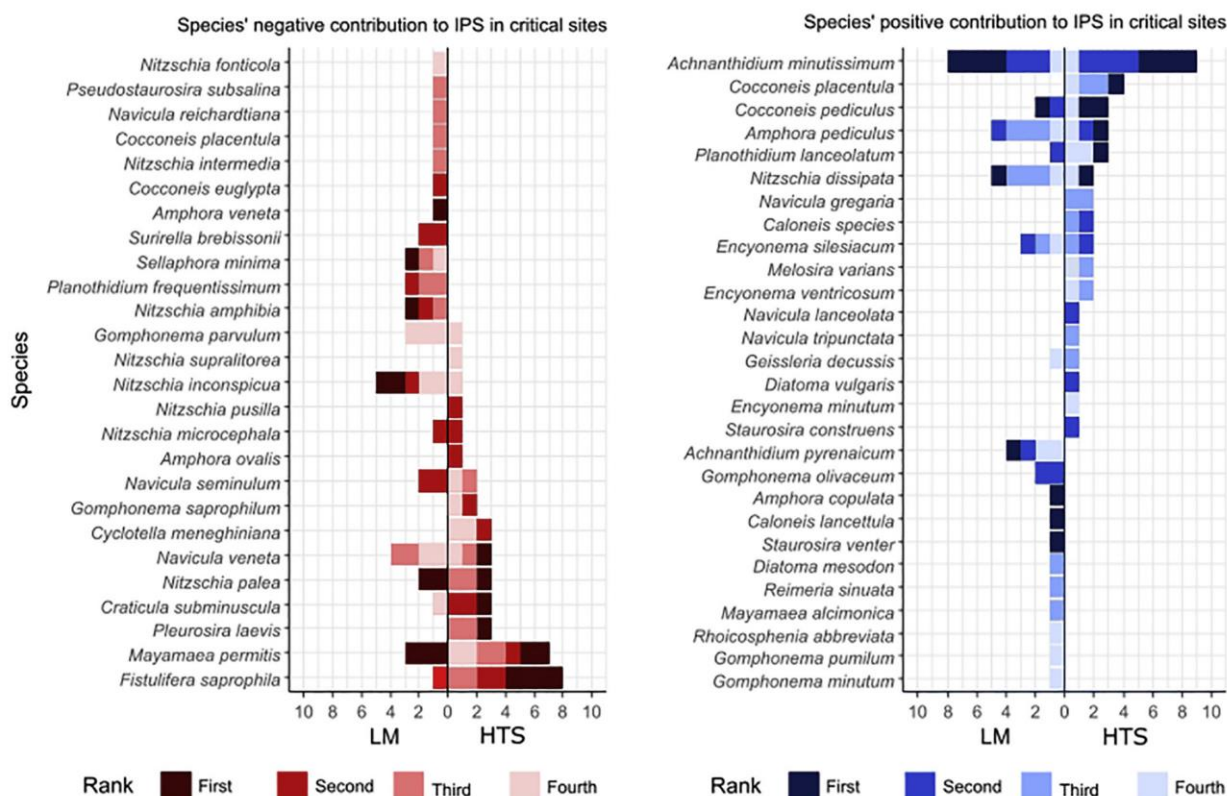 Species' negative contribution to IPS in critical sites
Species
Nitzschia fonticola
Pseudostaurosira subsalina
Navicula reichardtiana
Cocconeis placentula
Nitzschia intermedia
Cocconeis euglypta
Amphora veneta
Surirella brebissonii
Sellaphora minima
Planothidium frequentissimum
Nitzschia amphibia
Gomphonema parvulum
Nitzschia supralitorea
Nitzschia inconspicua
Nitzschia pusilla
Nitzschia microcephala
Amphora ovalis
Navicula seminulum
Gomphonema saprophilum
Cyclotella meneghiniana
Navicula veneta
Nitzschia palea
Craticula subminuscula
Pleurosira laevis
Mayamaea permitis
Fistulifera saprophila
10 8 6 4 2 0 2 4 6 8 10
LM HTS
Rank First Second Third Fourth
Species' positive contribution to IPS in critical sites
Achnanthidium minutissimum
Cocconeis placentula
Cocconeis pediculus
Amphora pediculus
Planothidium lanceolatum
Nitzschia dissipata
Navicula gregaria
Caloneis species
Encyonema silesiacum
Melosira varians
Encyonema ventricosum
Navicula lanceolata
Navicula tripunctata
Geissleria decussis
Diatoma vulgaris
Encyonema minutum
Staurosira construens
Achnanthidium pyrenaicum
Gomphonema olivaceum
Amphora copulata
Caloneis lancettula
Staurosira venter
Diatoma mesodon
Reimeria sinuata
Mayamaea alcimonica
Rhoicosphenia abbreviata
Gomphonema pumilum
Gomphonema minutum
10 8 6 4 2 0 2 4 6 8 10
LM HTS
Rank First Second Third Fourth